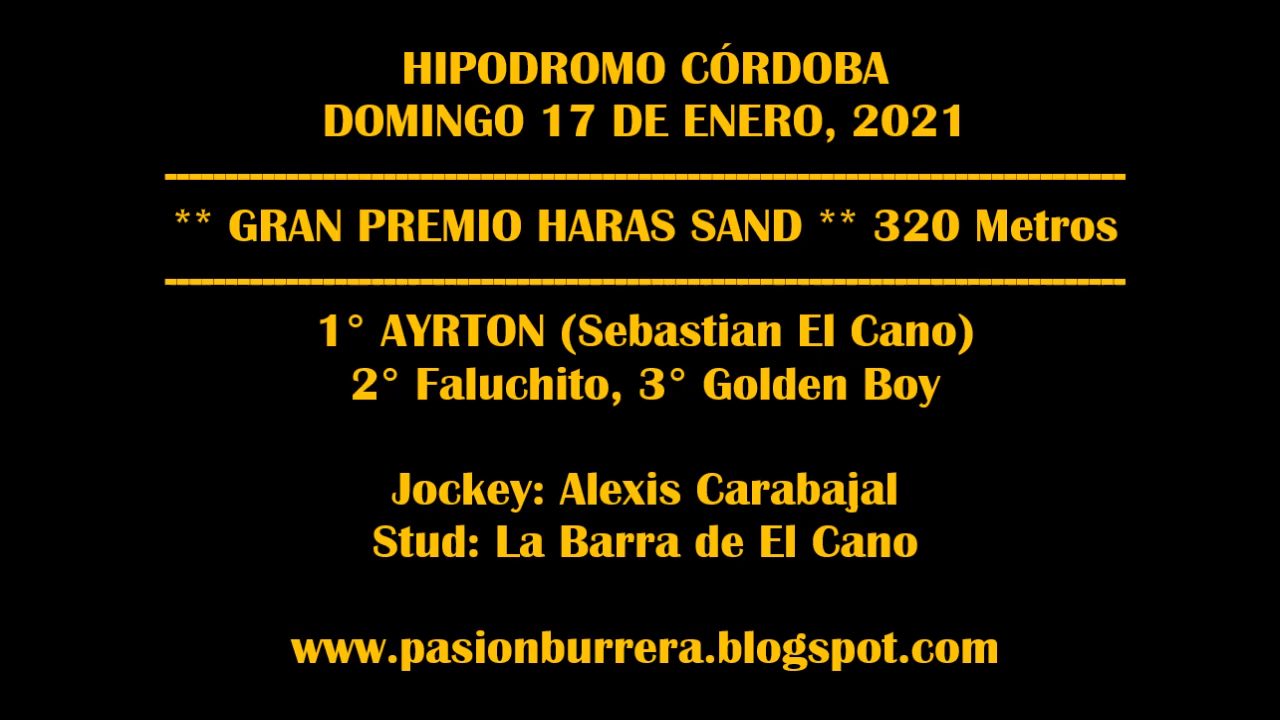 HIPODROMO CÓRDOBA
DOMINGO 17 DE ENERO, 2021
--------------------------------------------------------------------------------
** GRAN PREMIO HARAS SAND ** 320 Metros
--------------------------------------------------------------------------------
1° AYRTON (Sebastian El Cano)
2° Faluchito, 3° Golden Boy
Jockey: Alexis Carabajal
Stud: La Barra de El Cano
www.pasionburrera.blogspot.com